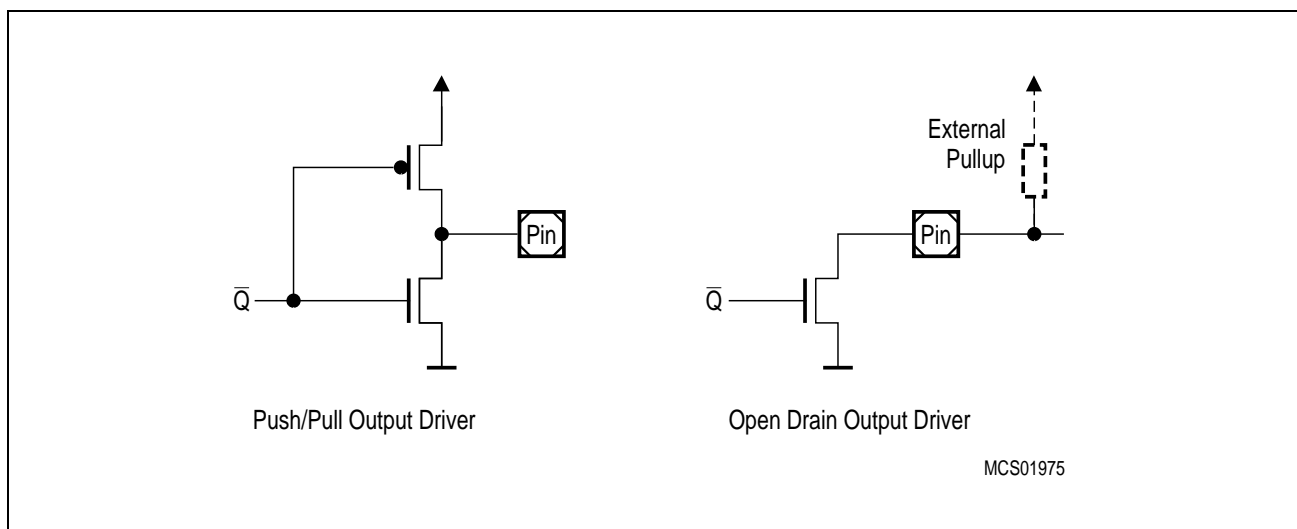 External
Pullup
Pin
Pin
Q̅
Q̅
Push/Pull Output Driver
Open Drain Output Driver
MCS01975